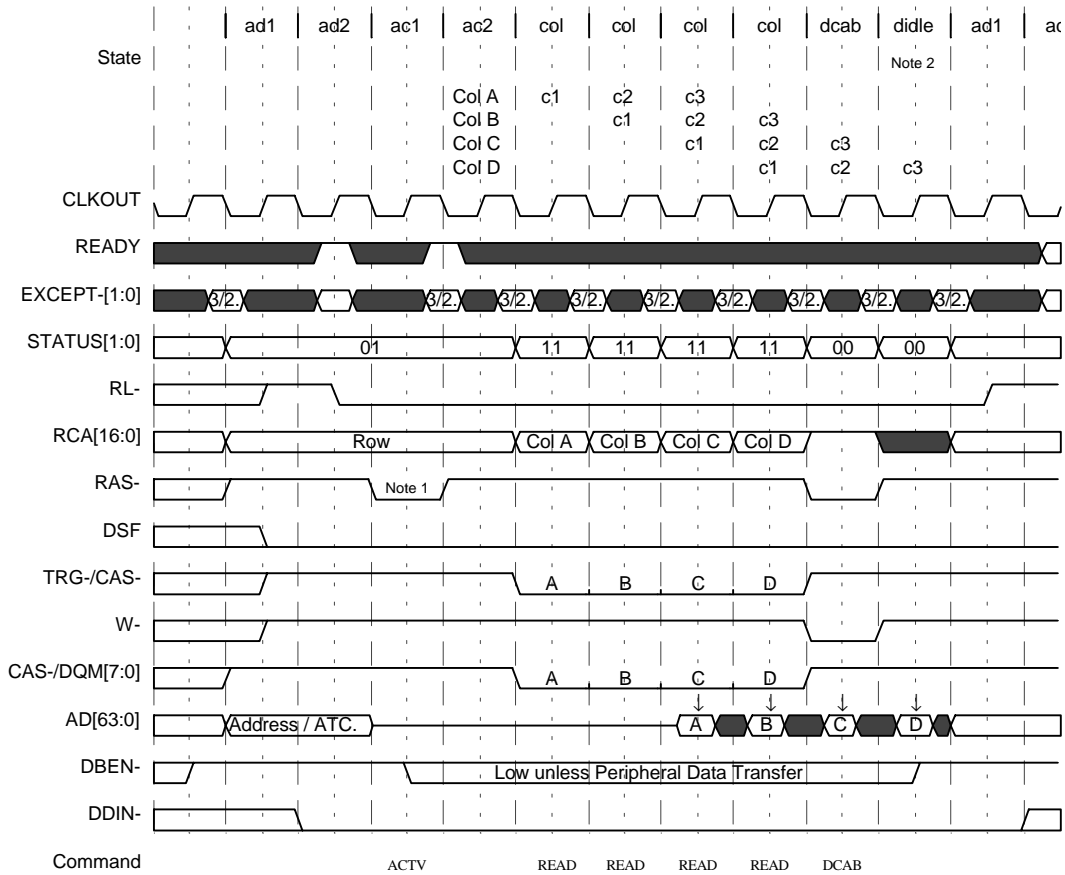 ad1 ad2 ac1 ac2 col col col col dcab didle ad1 ac
State Note 2
Col A c1 c2 c3
Col B c1 c2 c3
Col C c1 c2 c3
Col D c1 c2 c3
CLKOUT
READY
EXCEPT-[1:0] 3/2. 3/2. 3/2. 3/2. 3/2. 3/2. 3/2. 3/2. 3/2.
STATUS[1:0] 01 11 11 11 11 00 00
RL-
RCA[16:0] Row Col A Col B Col C Col D
RAS- Note 1
DSF
TRG-/CAS- A B C D
W-
CAS-/DQM[7:0] A B C D
AD[63:0] Address / ATC. A B C D
DBEN- Low unless Peripheral Data Transfer
DDIN-
Command ACTV READ READ READ READ DCAB